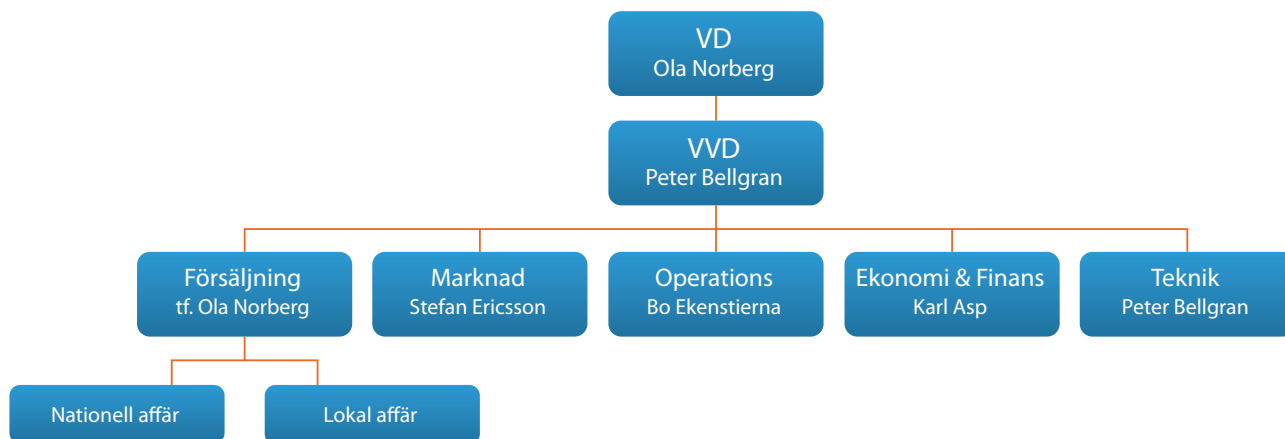 VD
Ola Norberg
VVD
Peter Bellgran
Försäljning
tf. Ola Norberg
Marknad
Stefan Ericsson
Operations
Bo Ekenstierna
Ekonomi & Finans
Karl Asp
Teknik
Peter Bellgran
Nationell affär
Lokal affär